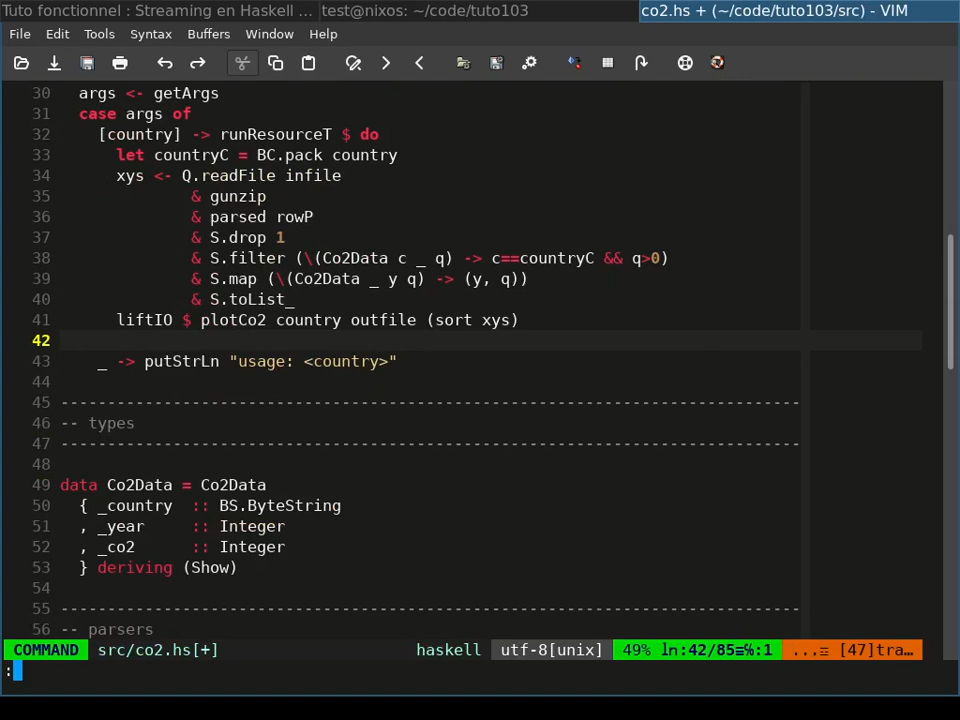 Tuto fonctionnel : Streaming en Haskell ... test@nixos: ~/code/tuto103 co2.hs + (~/code/tuto103/src) - VIM
File Edit Tools Syntax Buffers Window Help
30 args <- getArgs
31 case args of
32 [country] -> runResourceT $ do
33 let countryC = BC.pack country
34 xys <- Q.readFile infile
35 & gunzip
36 & parsed rowP
37 & S.drop 1
38 & S.filter (\(Co2Data c _ q) -> c==countryC && q>0)
39 & S.map (\(Co2Data _ y q) -> (y, q))
40 & S.toList_
41 liftIO $ plotCo2 country outfile (sort xys)
42
43 _ -> putStrLn "usage: <country>"
44
45 -------------------------------------------------------------------------------
46 -- types
47 -------------------------------------------------------------------------------
48
49 data Co2Data = Co2Data
50 { _country :: BS.ByteString
51 , _year :: Integer
52 , _co2 :: Integer
53 } deriving (Show)
54
55 -------------------------------------------------------------------------------
56 -- parsers
COMMAND src/co2.hs[+] haskell utf-8[unix] 49% ln:42/85≡℅:1 ...☲ [47]tra…
: